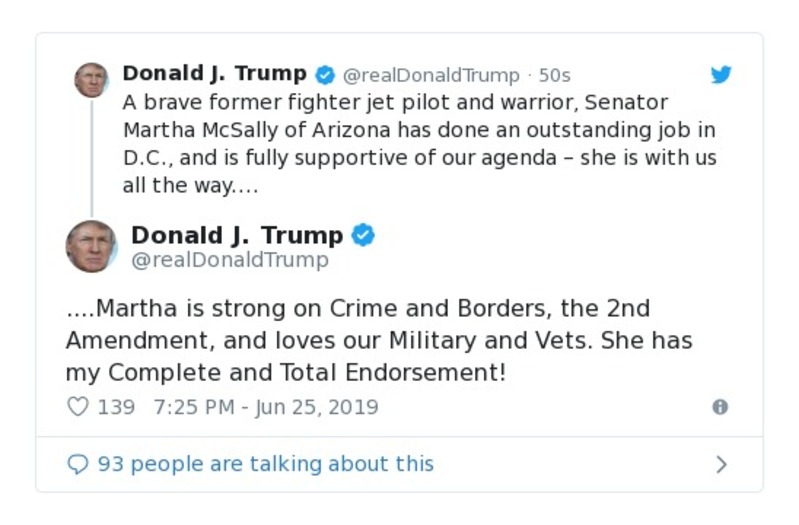 Donald J. Trump @realDonaldTrump · 50s
A brave former fighter jet pilot and warrior, Senator
Martha McSally of Arizona has done an outstanding job in
D.C., and is fully supportive of our agenda – she is with us
all the way....
Donald J. Trump
@realDonaldTrump
....Martha is strong on Crime and Borders, the 2nd
Amendment, and loves our Military and Vets. She has
my Complete and Total Endorsement!
139 7:25 PM - Jun 25, 2019
93 people are talking about this